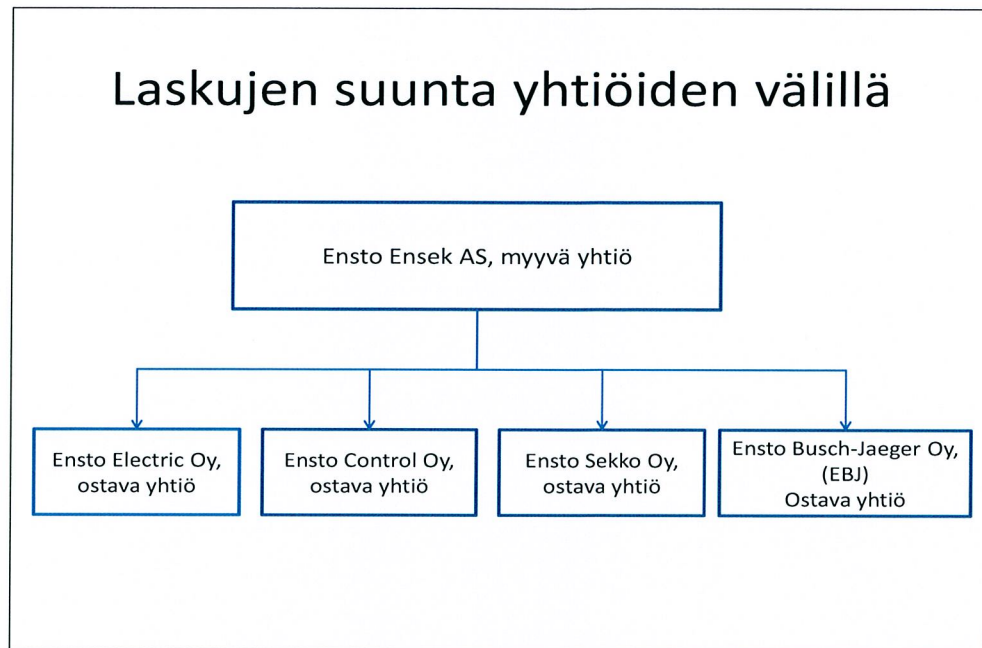 Laskujen suunta yhtiöiden välillä
Ensto Ensek AS, myyvä yhtiö
Ensto Electric Oy,
ostava yhtiö
Ensto Control Oy,
ostava yhtiö
Ensto Sekko Oy,
ostava yhtiö
Ensto Busch-Jaeger Oy,
(EBJ)
Ostava yhtiö